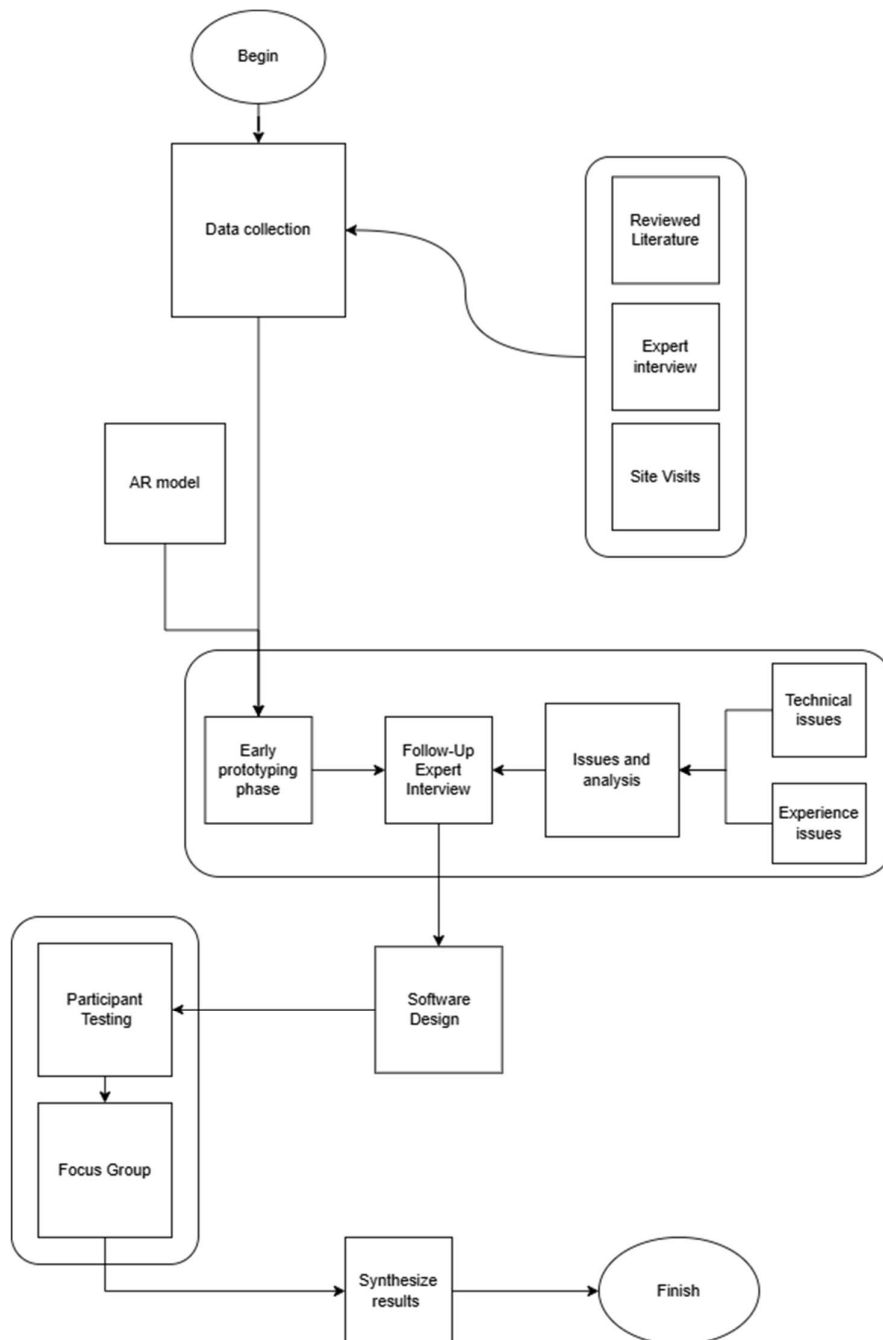 Begin
Data collection
Reviewed
Literature
Expert
interview
Site Visits
AR model
Early
prototyping
phase
Follow-Up
Expert
Interview
Issues and
analysis
Technical
issues
Experience
issues
Participant
Testing
Software
Design
Focus Group
Synthesize
results
Finish